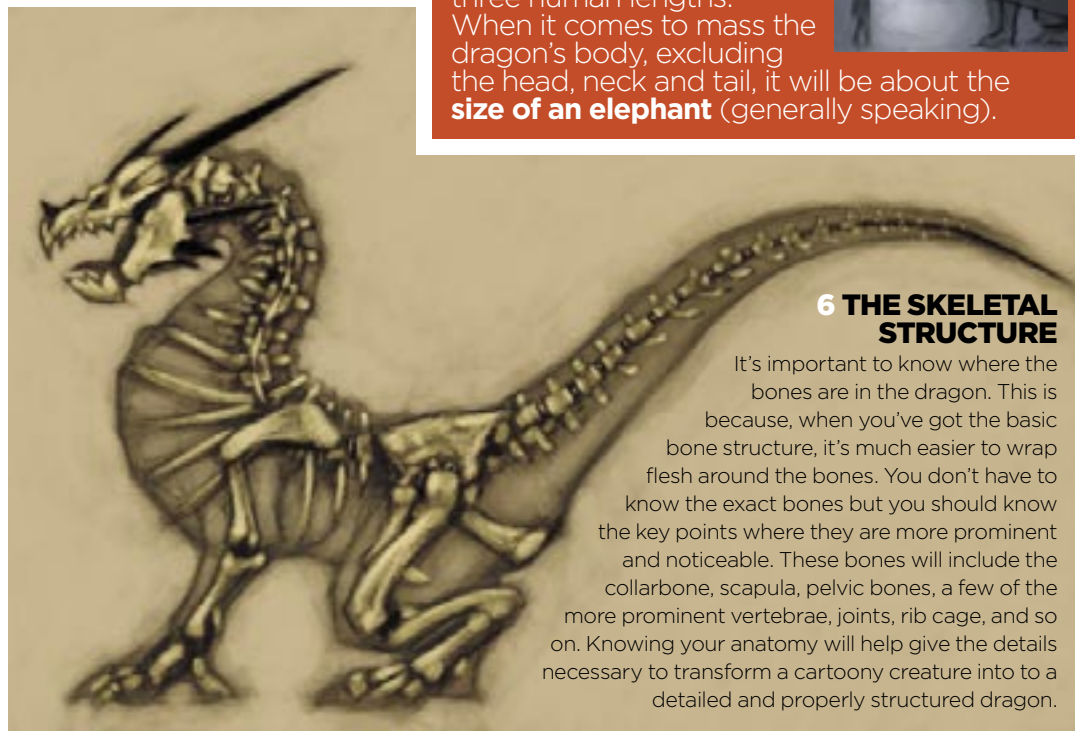 three human lengths.
When it comes to mass the
dragon’s body, excluding
the head, neck and tail, it will be about the
size of an elephant (generally speaking).
6 THE SKELETAL
STRUCTURE
It’s important to know where the
bones are in the dragon. This is
because, when you’ve got the basic
bone structure, it’s much easier to wrap
flesh around the bones. You don’t have to
know the exact bones but you should know
the key points where they are more prominent
and noticeable. These bones will include the
collarbone, scapula, pelvic bones, a few of the
more prominent vertebrae, joints, rib cage, and so
on. Knowing your anatomy will help give the details
necessary to transform a cartoony creature into to a
detailed and properly structured dragon.